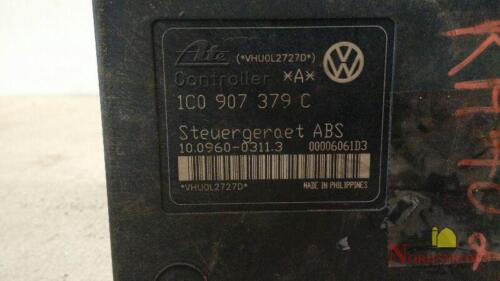 Ate (*VHU0L2727D*)
Controller *A*
1C0 907 379 C
Steuergeraet ABS
10.0960-0311.3 00006061D3
*VHU0L2727D*
MADE IN PHILIPPINES